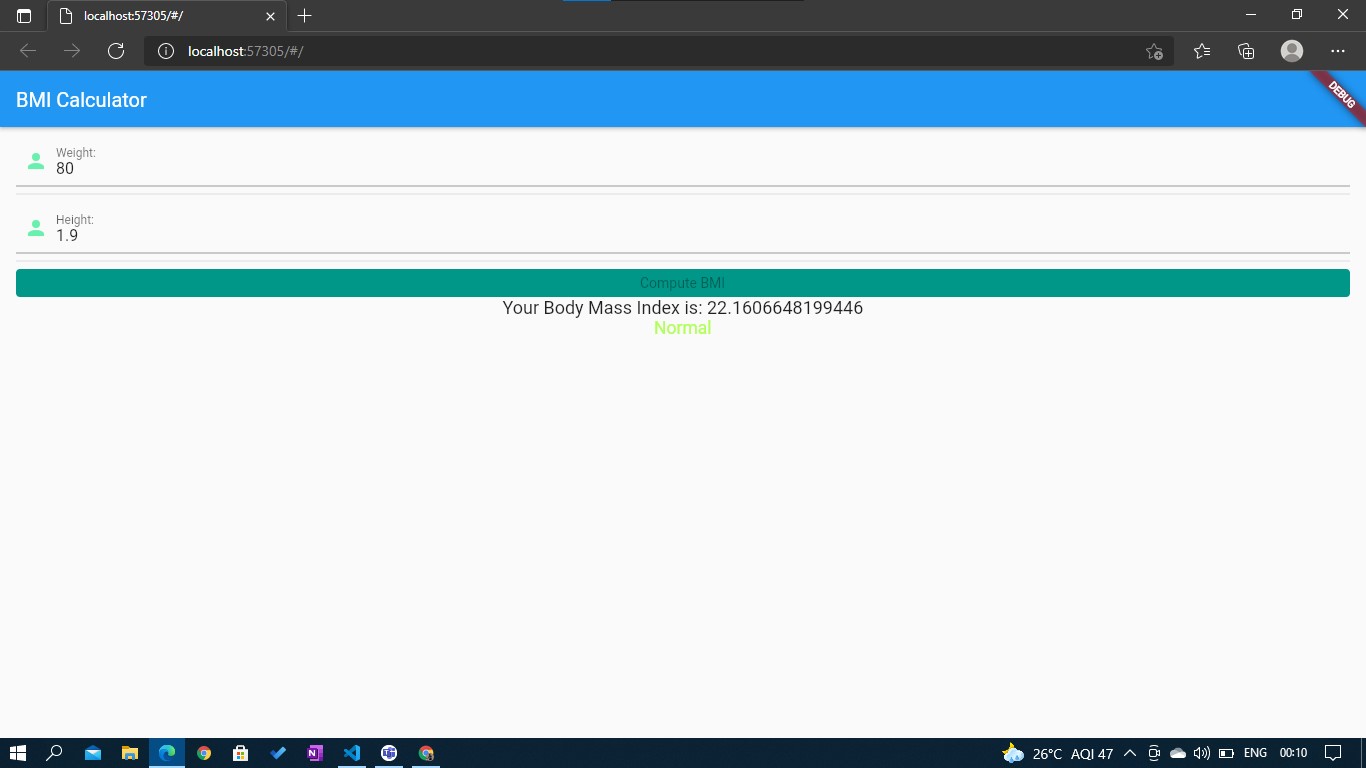 localhost:57305/#/
localhost:57305/#/
BMI Calculator
DEBUG
Weight:
80
Height:
1.9
Compute BMI
Your Body Mass Index is: 22.1606648199446
Normal
26°C AQI 47 ENG 00:10